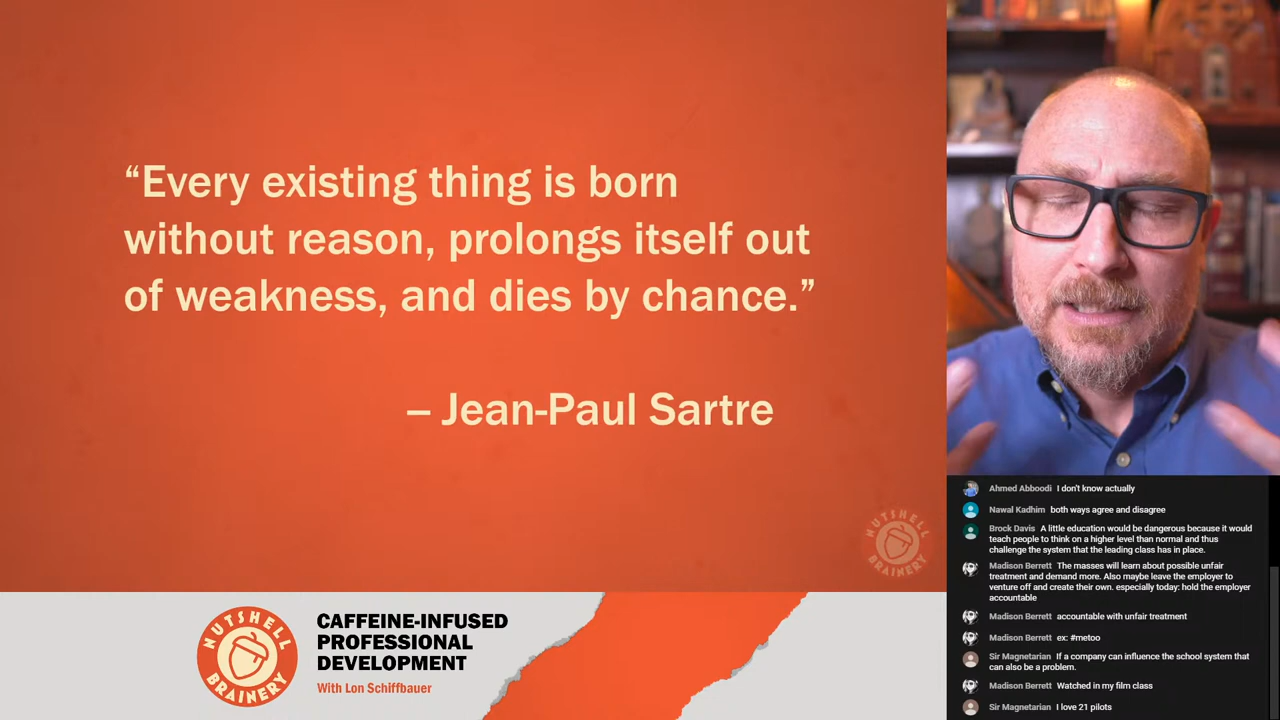 “Every existing thing is born
without reason, prolongs itself out
of weakness, and dies by chance.”
– Jean-Paul Sartre
NUTSHELL
BRAINERY
NUTSHELL
BRAINERY
CAFFEINE-INFUSED
PROFESSIONAL
DEVELOPMENT
With Lon Schiffbauer
Ahmed Abboodi I don't know actually
Nawal Kadhim both ways agree and disagree
Brock Davis A little education would be dangerous because it would
teach people to think on a higher level than normal and thus
challenge the system that the leading class has in place.
Madison Berrett The masses will learn about possible unfair
treatment and demand more. Also maybe leave the employer to
venture off and create their own. especially today: hold the employer
accountable
Madison Berrett accountable with unfair treatment
Madison Berrett ex: #metoo
Sir Magnetarian If a company can influence the school system that
can also be a problem.
Madison Berrett Watched in my film class
Sir Magnetarian I love 21 pilots